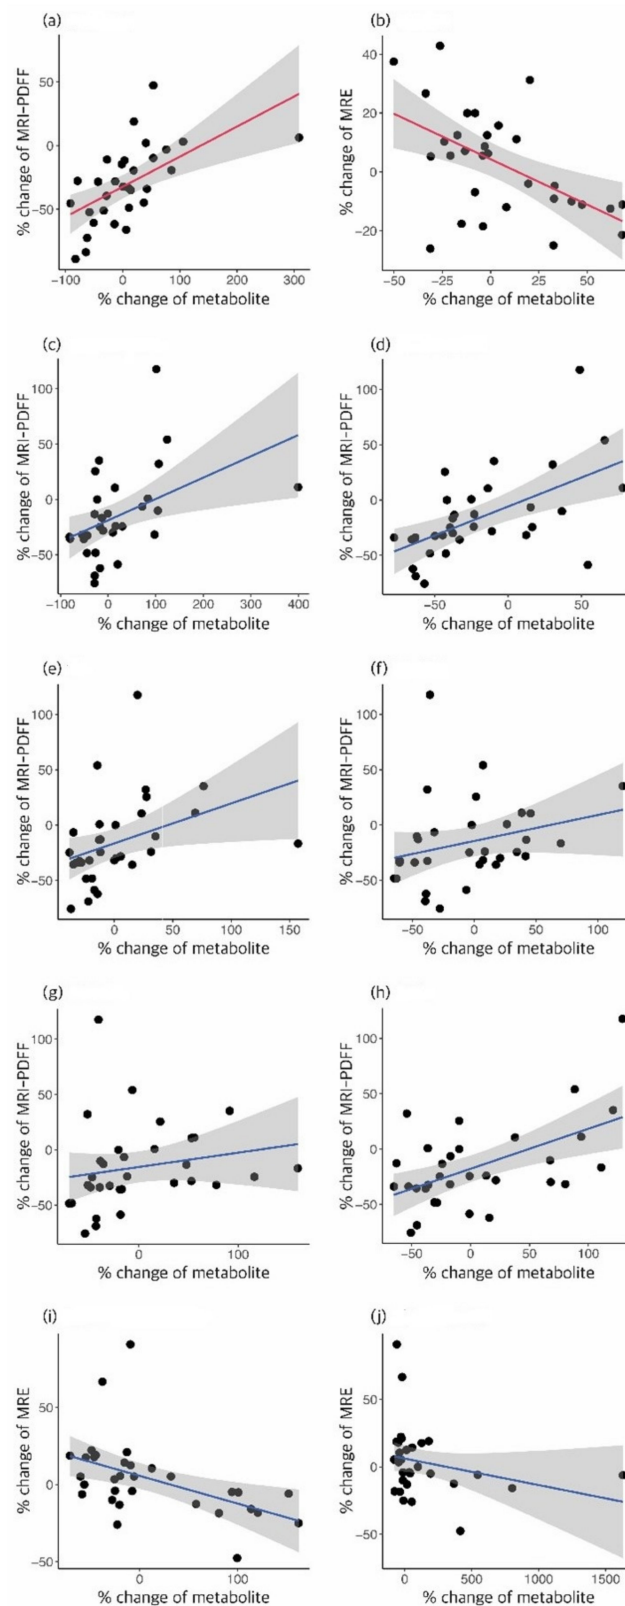 (a) (b)
% change of MRI-PDFF
50
0
−50
−100 0 100 200 300
% change of metabolite
% change of MRE
40
20
0
−20
−50 −25 0 25 50
% change of metabolite
(c) (d)
% change of MRI-PDFF
100
50
0
−50
−100 0 100 200 300 400
% change of metabolite
% change of MRI-PDFF
100
50
0
−50
−50 0 50
% change of metabolite
(e) (f)
% change of MRI-PDFF
100
50
0
−50
0 50 100 150
% change of metabolite
% change of MRI-PDFF
100
50
0
−50
−50 0 50 100
% change of metabolite
(g) (h)
% change of MRI-PDFF
100
50
0
−50
0 100
% change of metabolite
% change of MRI-PDFF
100
50
0
−50
−50 0 50 100
% change of metabolite
(i) (j)
% change of MRE
50
0
−50
0 100
% change of metabolite
% change of MRE
50
0
−50
0 500 1000 1500
% change of metabolite